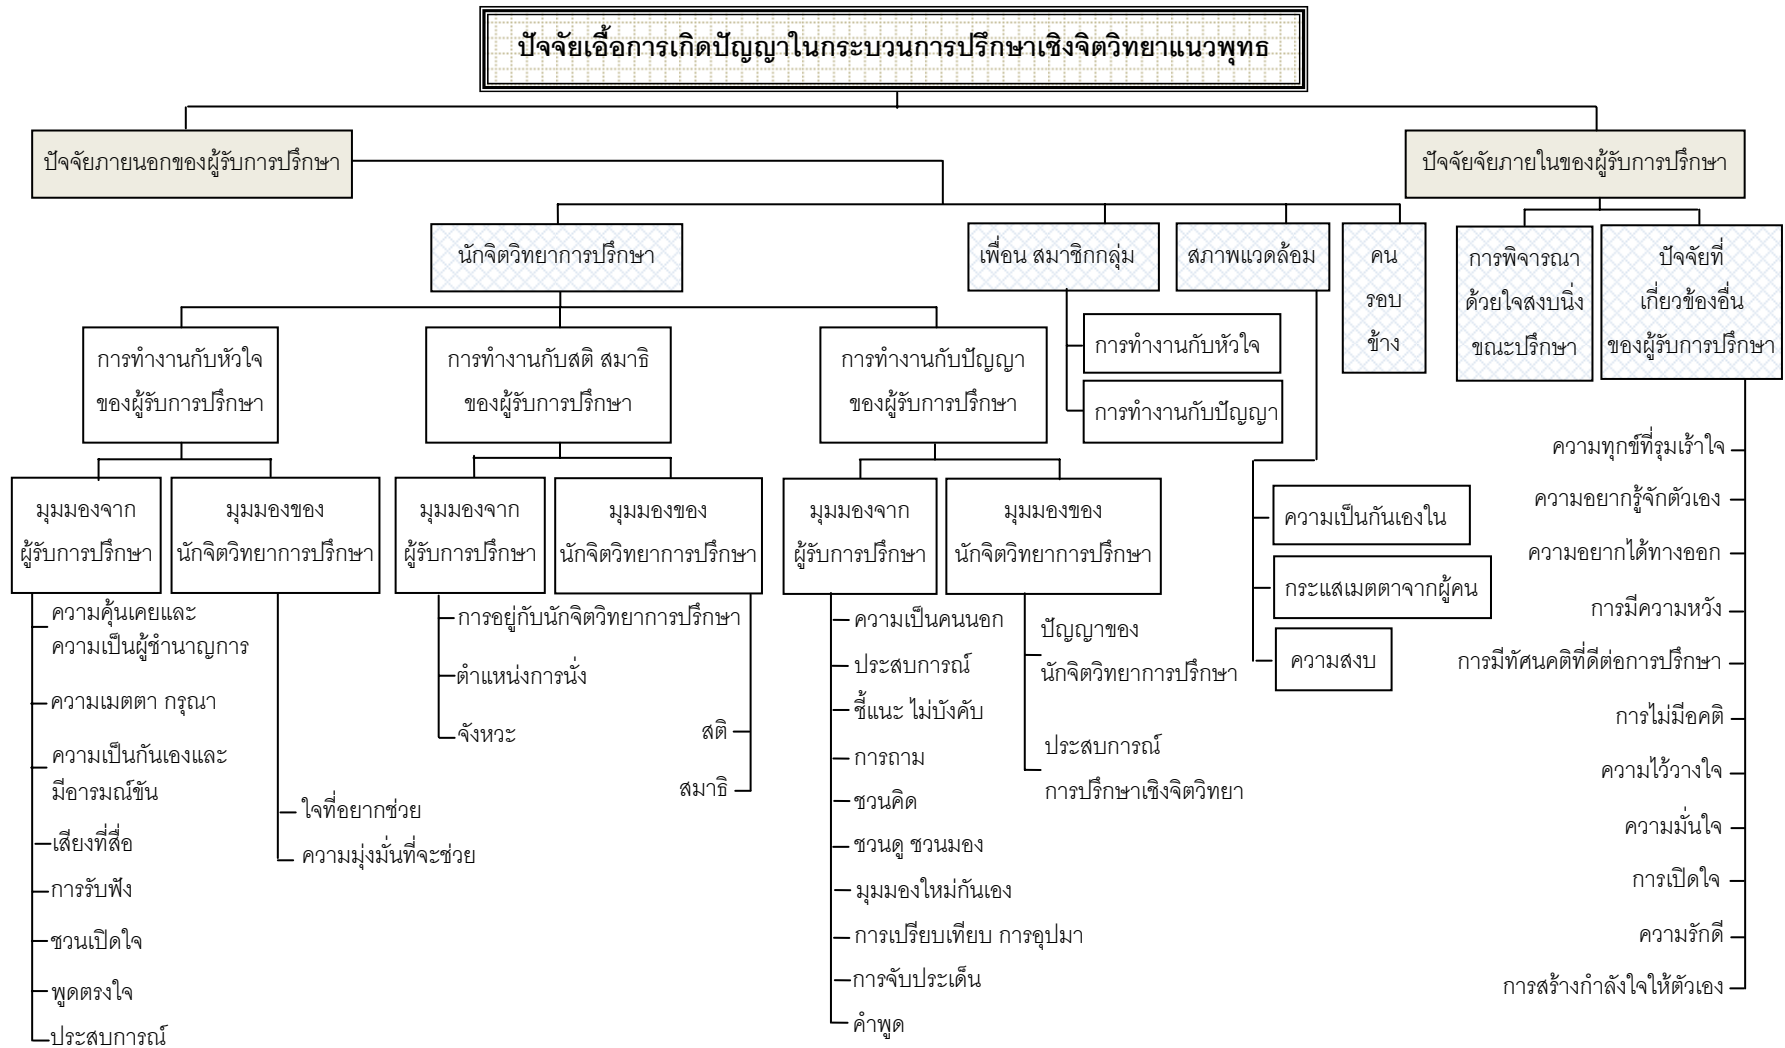 ปัจจัยเอื้อการเกิดปัญญาในกระบวนการปรึกษาเชิงจิตวิทยาแนวพุทธ
ปัจจัยภายนอกของผู้รับการปรึกษา
ปัจจัยจัยภายในของผู้รับการปรึกษา
นักจิตวิทยาการปรึกษา
เพื่อน สมาชิกกลุ่ม
สภาพแวดล้อม
คน
รอบ
ข้าง
การพิจารณา
ด้วยใจสงบนิ่ง
ขณะปรึกษา
ปัจจัยที่
เกี่ยวข้องอื่น
ของผู้รับการปรึกษา
การทำงานกับหัวใจ
ของผู้รับการปรึกษา
การทำงานกับสติ สมาธิ
ของผู้รับการปรึกษา
การทำงานกับปัญญา
ของผู้รับการปรึกษา
การทำงานกับหัวใจ
การทำงานกับปัญญา
มุมมองจาก
ผู้รับการปรึกษา
มุมมองของ
นักจิตวิทยาการปรึกษา
มุมมองจาก
ผู้รับการปรึกษา
มุมมองของ
นักจิตวิทยาการปรึกษา
มุมมองจาก
ผู้รับการปรึกษา
มุมมองของ
นักจิตวิทยาการปรึกษา
ความเป็นกันเองใน
กระแสเมตตาจากผู้คน
ความสงบ
ความคุ้นเคยและ
ความเป็นผู้ชำนาญการ
ความเมตตา กรุณา
ความเป็นกันเองและ
มีอารมณ์ขัน
เสียงที่สื่อ
การรับฟัง
ชวนเปิดใจ
พูดตรงใจ
ประสบการณ์
ใจที่อยากช่วย
ความมุ่งมั่นที่จะช่วย
การอยู่กับนักจิตวิทยาการปรึกษา
ตำแหน่งการนั่ง
จังหวะ
สติ
สมาธิ
ความเป็นคนนอก
ประสบการณ์
ชี้แนะ ไม่บังคับ
การถาม
ชวนคิด
ชวนดู ชวนมอง
มุมมองใหม่กันเอง
การเปรียบเทียบ การอุปมา
การจับประเด็น
คำพูด
ปัญญาของ
นักจิตวิทยาการปรึกษา
ประสบการณ์
การปรึกษาเชิงจิตวิทยา
ความทุกข์ที่รุมเร้าใจ
ความอยากรู้จักตัวเอง
ความอยากได้ทางออก
การมีความหวัง
การมีทัศนคติที่ดีต่อการปรึกษา
การไม่มีอคติ
ความไว้วางใจ
ความมั่นใจ
การเปิดใจ
ความรักดี
การสร้างกำลังใจให้ตัวเอง